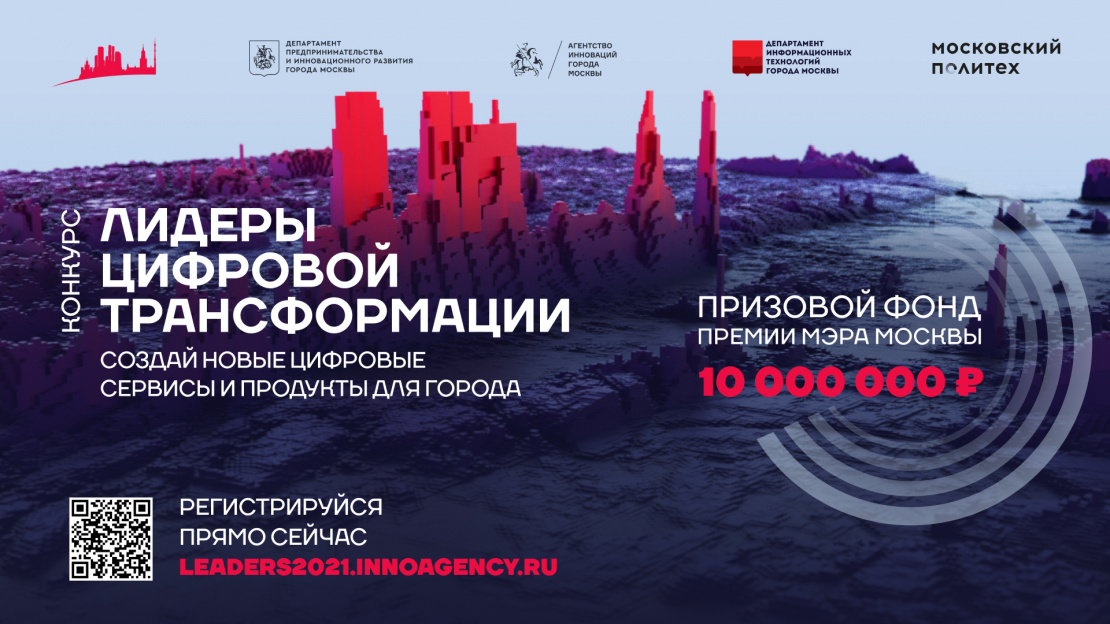 ДЕПАРТАМЕНТ
ПРЕДПРИНИМАТЕЛЬСТВА
И ИННОВАЦИОННОГО РАЗВИТИЯ
ГОРОДА МОСКВЫ
АГЕНТСТВО
ИННОВАЦИЙ
ГОРОДА
МОСКВЫ
ДЕПАРТАМЕНТ
ИНФОРМАЦИОННЫХ
ТЕХНОЛОГИЙ
ГОРОДА МОСКВЫ
МОСКОВСКИЙ
ПОЛИТЕХ
КОНКУРС
ЛИДЕРЫ
ЦИФРОВОЙ
ТРАНСФОРМАЦИИ
СОЗДАЙ НОВЫЕ ЦИФРОВЫЕ
СЕРВИСЫ И ПРОДУКТЫ ДЛЯ ГОРОДА
ПРИЗОВОЙ ФОНД
ПРЕМИИ МЭРА МОСКВЫ
10 000 000 ₽
РЕГИСТРИРУЙСЯ
ПРЯМО СЕЙЧАС
LEADERS2021.INNOAGENCY.RU